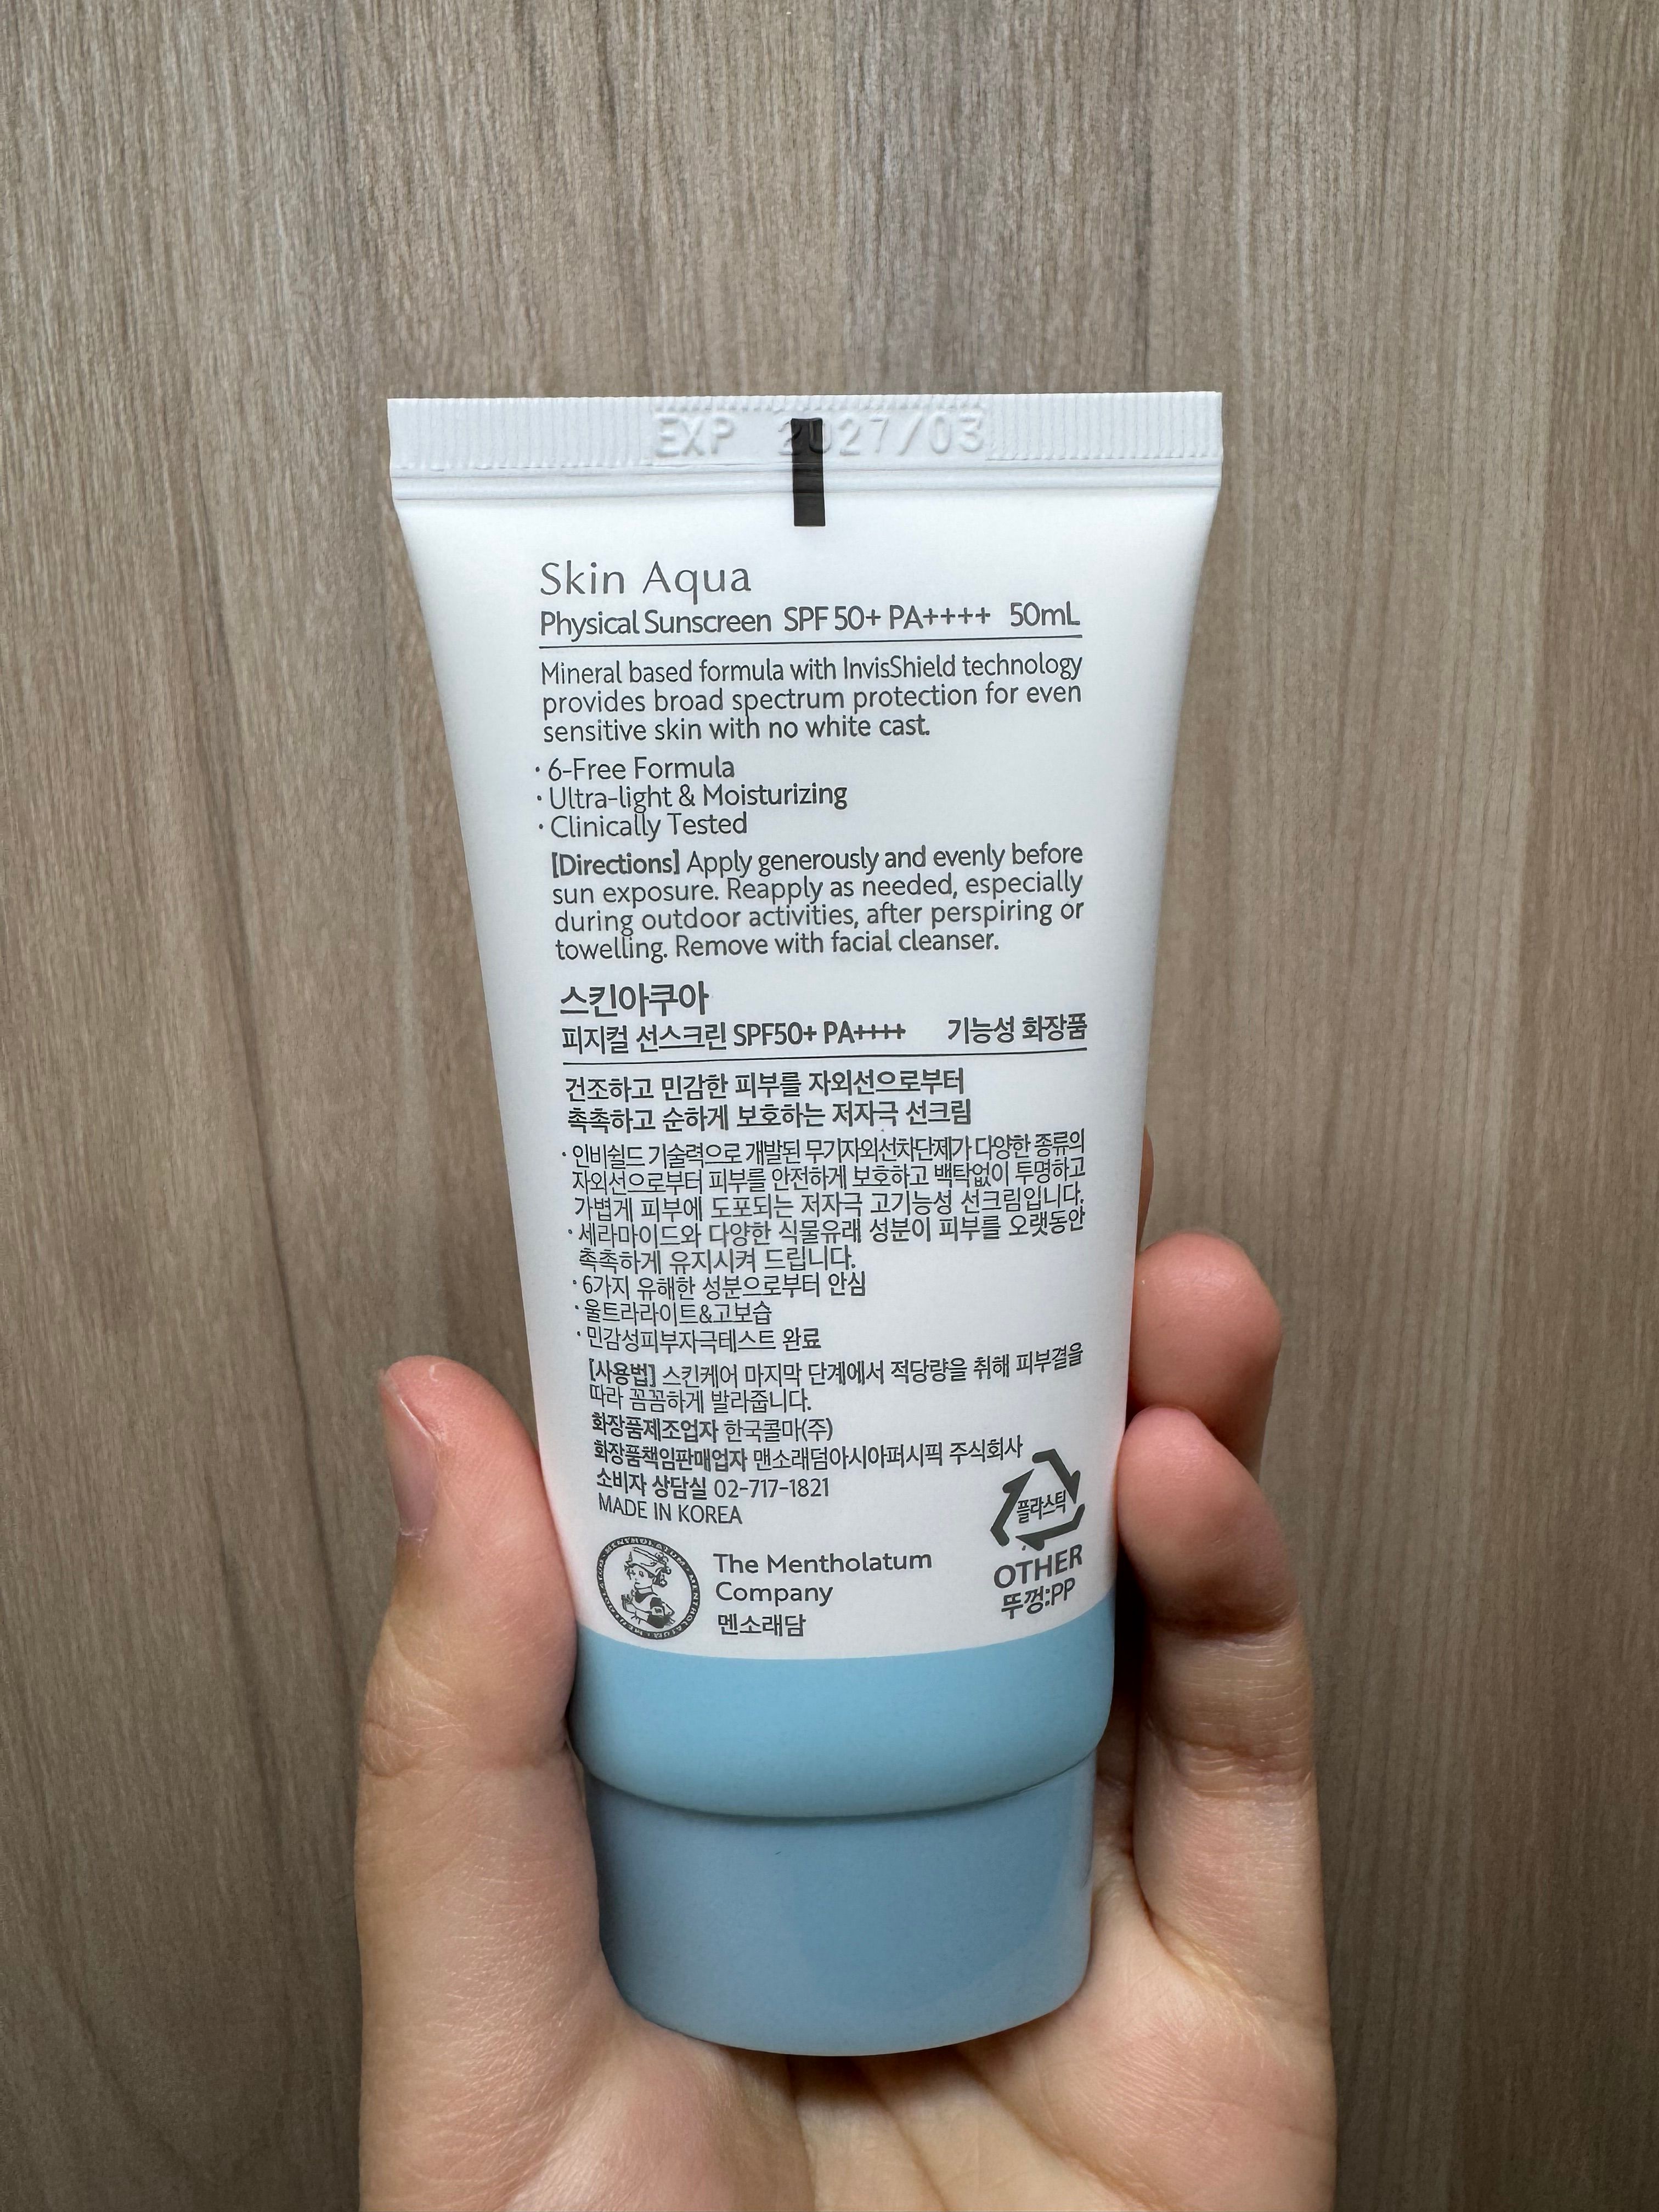 EXP 2027/03
Skin Aqua
Physical Sunscreen SPF 50+ PA++++ 50mL
Mineral based formula with InvisShield technology
provides broad spectrum protection for even
sensitive skin with no white cast.
· 6-Free Formula
· Ultra-light & Moisturizing
· Clinically Tested
[Directions] Apply generously and evenly before
sun exposure. Reapply as needed, especially
during outdoor activities, after perspiring or
towelling. Remove with facial cleanser.
스킨아쿠아
피지컬 선스크린 SPF50+ PA++++ 기능성 화장품
건조하고 민감한 피부를 자외선으로부터
촉촉하고 순하게 보호하는 저자극 선크림
· 인비쉴드 기술력으로 개발된 무기자외선차단제가 다양한 종류의
자외선으로부터 피부를 안전하게 보호하고 백탁없이 투명하고
가볍게 피부에 도포되는 저자극 고기능성 선크림입니다.
· 세라마이드와 다양한 식물유래 성분이 피부를 오랫동안
촉촉하게 유지시켜 드립니다.
· 6가지 유해한 성분으로부터 안심
· 울트라라이트&고보습
· 민감성피부자극테스트 완료
[사용법] 스킨케어 마지막 단계에서 적당량을 취해 피부결을
따라 꼼꼼하게 발라줍니다.
화장품제조업자 한국콜마(주)
화장품책임판매업자 맨소래덤아시아퍼시픽 주식회사
소비자 상담실 02-717-1821
MADE IN KOREA
플라스틱
OTHER
뚜껑:PP
The Mentholatum
Company
멘소래담